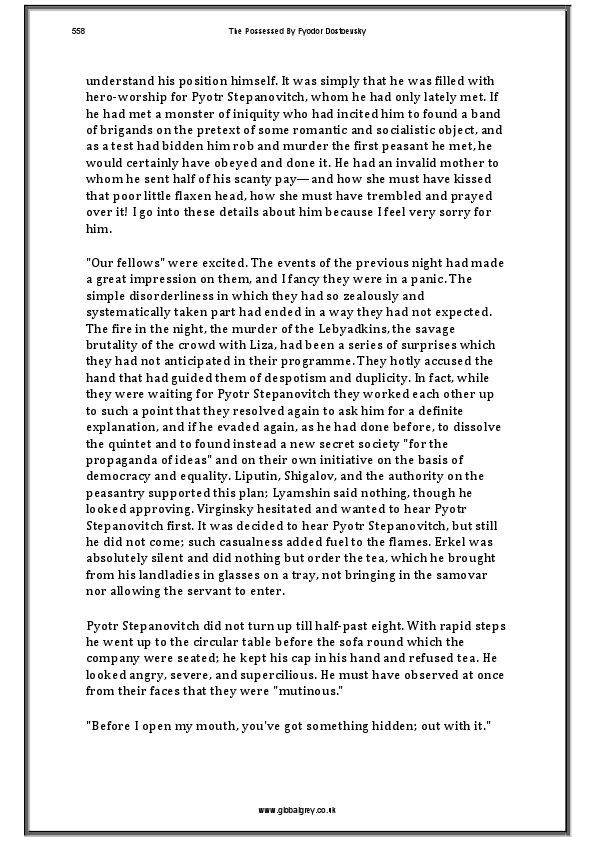 558
The Possessed By Fyodor Dostoevsky
understand his position himself. It was simply that he was filled with
hero-worship for Pyotr Stepanovitch, whom he had only lately met. If
he had met a monster of iniquity who had incited him to found a band
of brigands on the pretext of some romantic and socialistic object, and
as a test had bidden him rob and murder the first peasant he met, he
would certainly have obeyed and done it. He had an invalid mother to
whom he sent half of his scanty pay—and how she must have kissed
that poor little flaxen head, how she must have trembled and prayed
over it! I go into these details about him because I feel very sorry for
him.
"Our fellows" were excited. The events of the previous night had made
a great impression on them, and I fancy they were in a panic. The
simple disorderliness in which they had so zealously and
systematically taken part had ended in a way they had not expected.
The fire in the night, the murder of the Lebyadkins, the savage
brutality of the crowd with Liza, had been a series of surprises which
they had not anticipated in their programme. They hotly accused the
hand that had guided them of despotism and duplicity. In fact, while
they were waiting for Pyotr Stepanovitch they worked each other up
to such a point that they resolved again to ask him for a definite
explanation, and if he evaded again, as he had done before, to dissolve
the quintet and to found instead a new secret society "for the
propaganda of ideas" and on their own initiative on the basis of
democracy and equality. Liputin, Shigalov, and the authority on the
peasantry supported this plan; Lyamshin said nothing, though he
looked approving. Virginsky hesitated and wanted to hear Pyotr
Stepanovitch first. It was decided to hear Pyotr Stepanovitch, but still
he did not come; such casualness added fuel to the flames. Erkel was
absolutely silent and did nothing but order the tea, which he brought
from his landladies in glasses on a tray, not bringing in the samovar
nor allowing the servant to enter.
Pyotr Stepanovitch did not turn up till half-past eight. With rapid steps
he went up to the circular table before the sofa round which the
company were seated; he kept his cap in his hand and refused tea. He
looked angry, severe, and supercilious. He must have observed at once
from their faces that they were "mutinous."
"Before I open my mouth, you've got something hidden; out with it."
www.globalgrey.co.uk